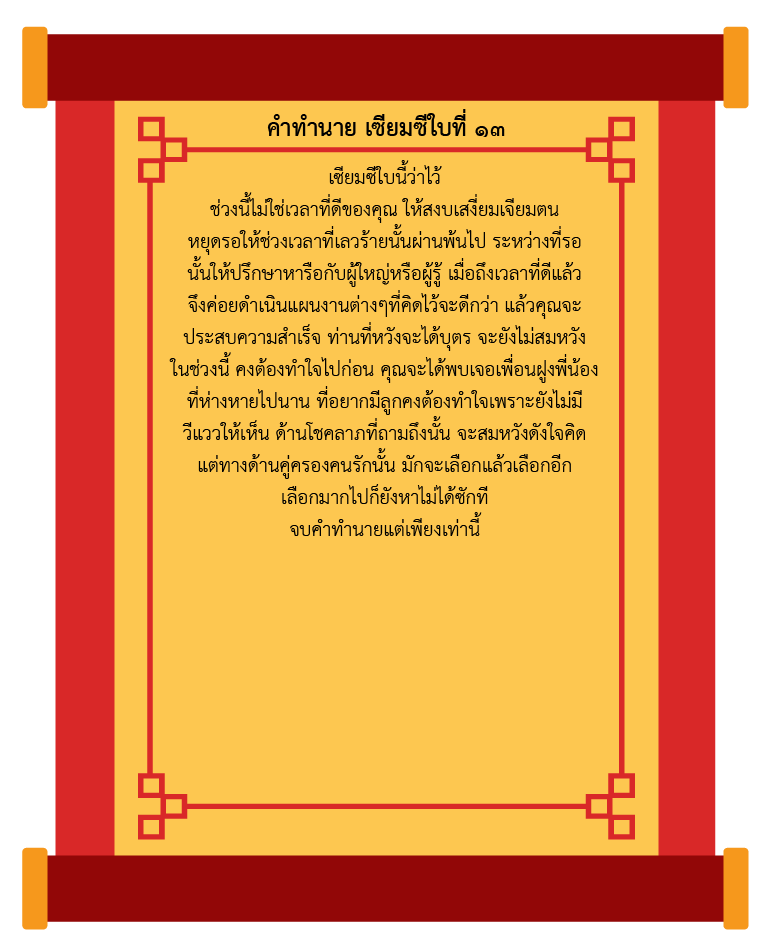 คำทำนาย เซียมซีใบที่ ๑๓
เซียมซีใบนี้ว่าไว้
ช่วงนี้ไม่ใช่เวลาที่ดีของคุณ ให้สงบเสงี่ยมเจียมตน
หยุดรอให้ช่วงเวลาที่เลวร้ายนั้นผ่านพ้นไป ระหว่างที่รอ
นั้นให้ปรึกษาหารือกับผู้ใหญ่หรือผู้รู้ เมื่อถึงเวลาที่ดีแล้ว
จึงค่อยดำเนินแผนงานต่างๆที่คิดไว้จะดีกว่า แล้วคุณจะ
ประสบความสำเร็จ ท่านที่หวังจะได้บุตร จะยังไม่สมหวัง
ในช่วงนี้ คงต้องทำใจไปก่อน คุณจะได้พบเจอเพื่อนฝูงพี่น้อง
ที่ห่างหายไปนาน ที่อยากมีลูกคงต้องทำใจเพราะยังไม่มี
วีแววให้เห็น ด้านโชคลาภที่ถามถึงนั้น จะสมหวังดังใจคิด
แต่ทางด้านคู่ครองคนรักนั้น มักจะเลือกแล้วเลือกอีก
เลือกมากไปก็ยังหาไม่ได้ซักที
จบคำทำนายแต่เพียงเท่านี้